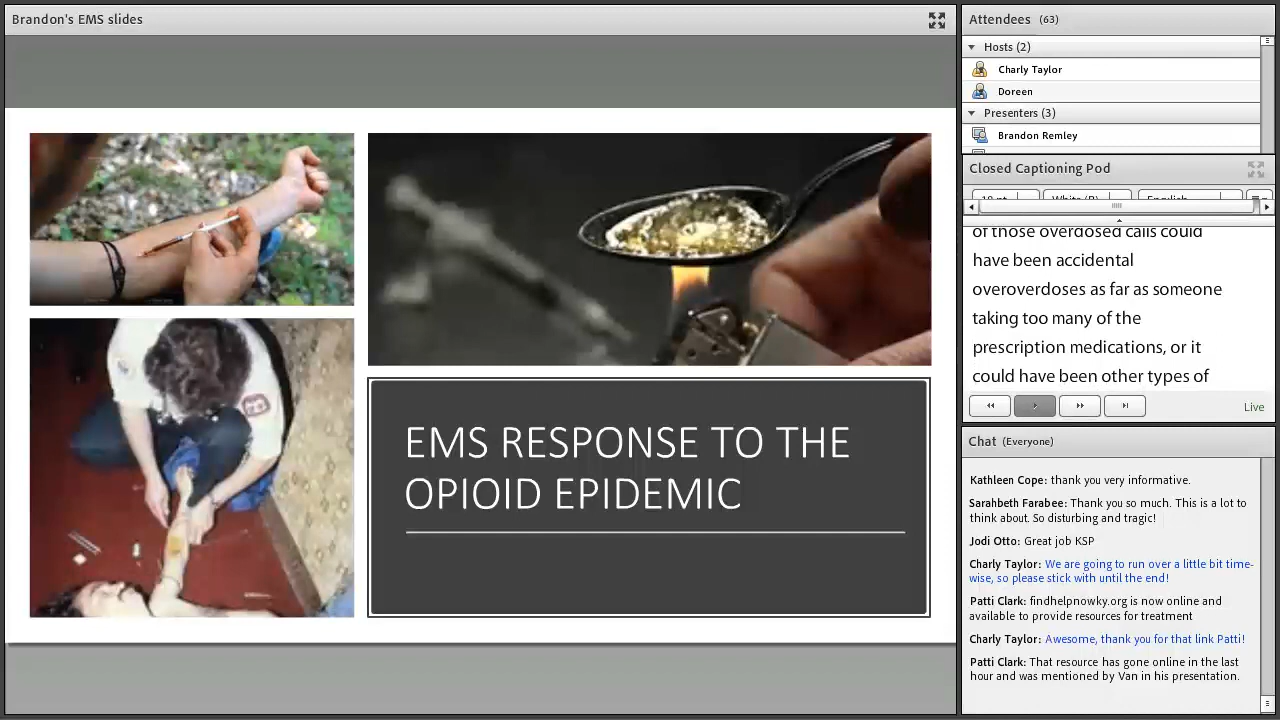 Brandon's EMS slides
EMS RESPONSE TO THE
OPIOID EPIDEMIC
Attendees (63)
Hosts (2)
Charly Taylor
Doreen
Presenters (3)
Brandon Remley
Closed Captioning Pod
of those overdosed calls could
have been accidental
overoverdoses as far as someone
taking too many of the
prescription medications, or it
could have been other types of
Live
Chat (Everyone)
Kathleen Cope: thank you very informative.
Sarahbeth Farabee: Thank you so much. This is a lot to
think about. So disturbing and tragic!
Jodi Otto: Great job KSP
Charly Taylor: We are going to run over a little bit time-
wise, so please stick with until the end!
Patti Clark: findhelpnowky.org is now online and
available to provide resources for treatment
Charly Taylor: Awesome, thank you for that link Patti!
Patti Clark: That resource has gone online in the last
hour and was mentioned by Van in his presentation.